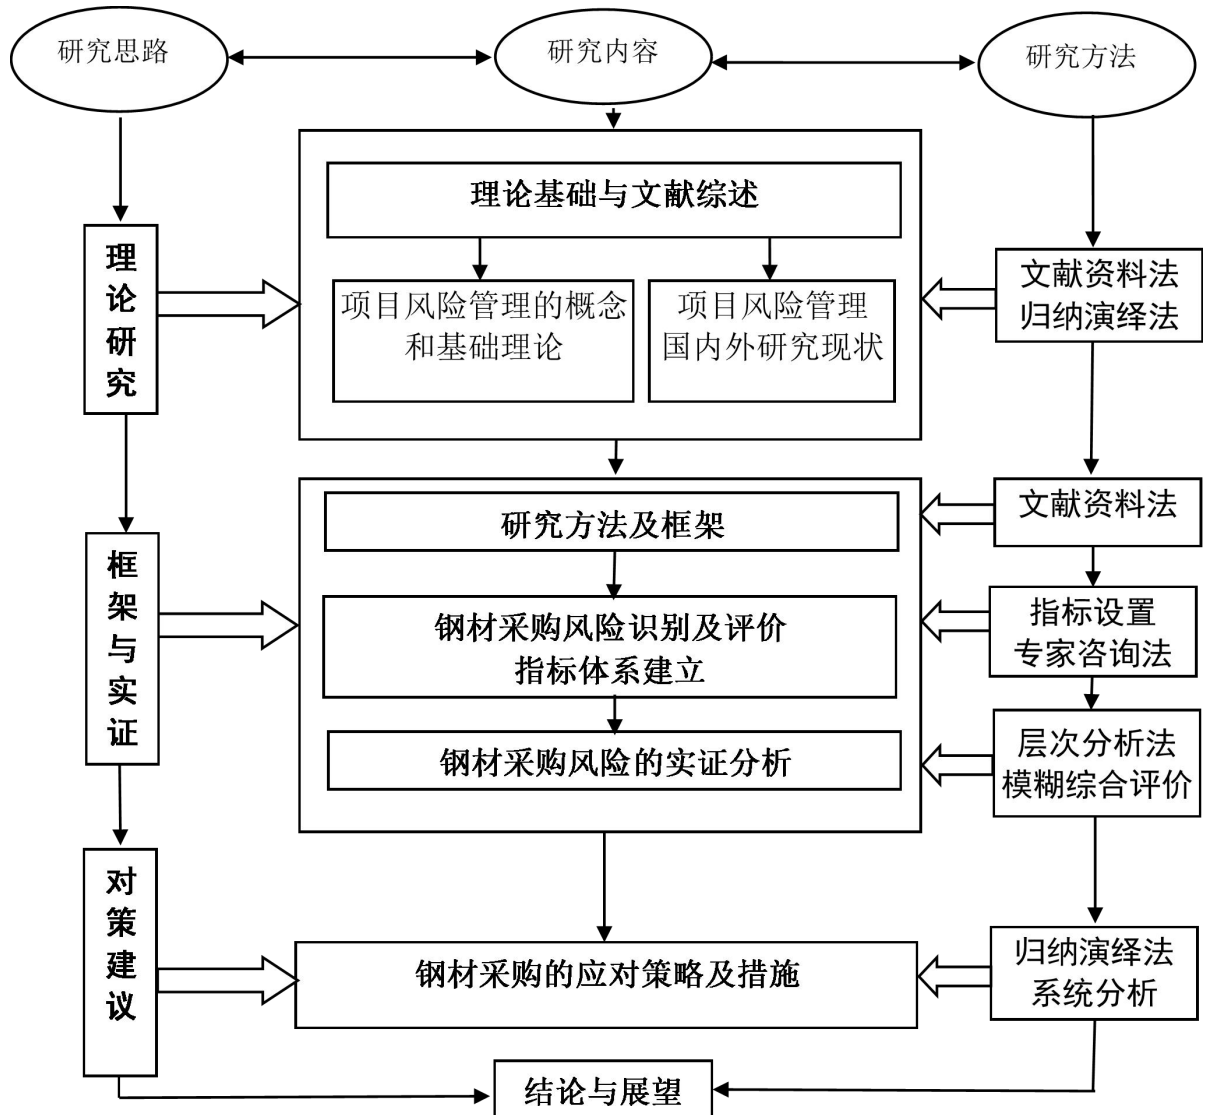 研究思路
研究内容
研究方法
理论基础与文献综述
理论研究
项目风险管理的概念
和基础理论
项目风险管理
国内外研究现状
文献资料法
归纳演绎法
研究方法及框架
文献资料法
框架与实证
钢材采购风险识别及评价
指标体系建立
指标设置
专家咨询法
钢材采购风险的实证分析
层次分析法
模糊综合评价
对策建议
钢材采购的应对策略及措施
归纳演绎法
系统分析
结论与展望